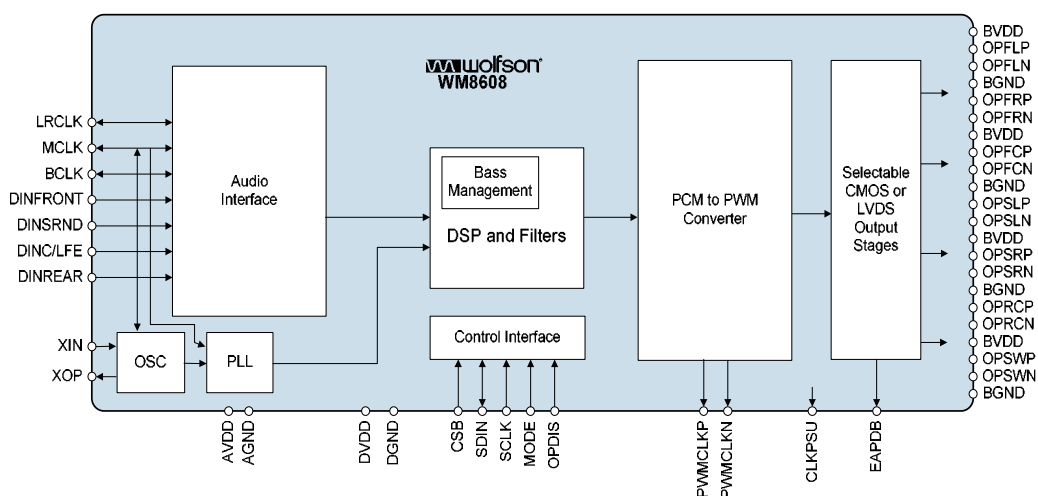 wolfson
WM8608
LRCLK
MCLK
BCLK
DINFRONT
DINSRND
DINC/LFE
DINREAR
XIN
XOP
Audio
Interface
OSC
PLL
Bass
Management
DSP and Filters
Control Interface
PCM to PWM
Converter
Selectable
CMOS or
LVDS
Output
Stages
BVDD
OPFLP
OPFLN
BGND
OPFRP
OPFRN
BVDD
OPFCP
OPFCN
BGND
OPSLP
OPSLN
BVDD
OPSRP
OPSRN
BGND
OPRCP
OPRCN
BVDD
OPSWP
OPSWN
BGND
AVDD
AGND
DVDD
DGND
CSB
SDIN
SCLK
MODE
OPDIS
PWMCLKP
PWMCLKN
CLKPSU
EAPDB